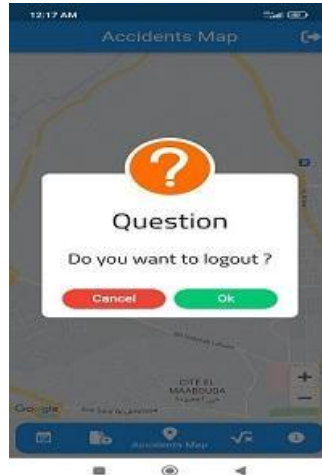 12:17 AM
Accidents Map
?
Question
Do you want to logout ?
Cancel
Ok
CITE EL
MAABOUDA
+
−
Google
Accidents Map